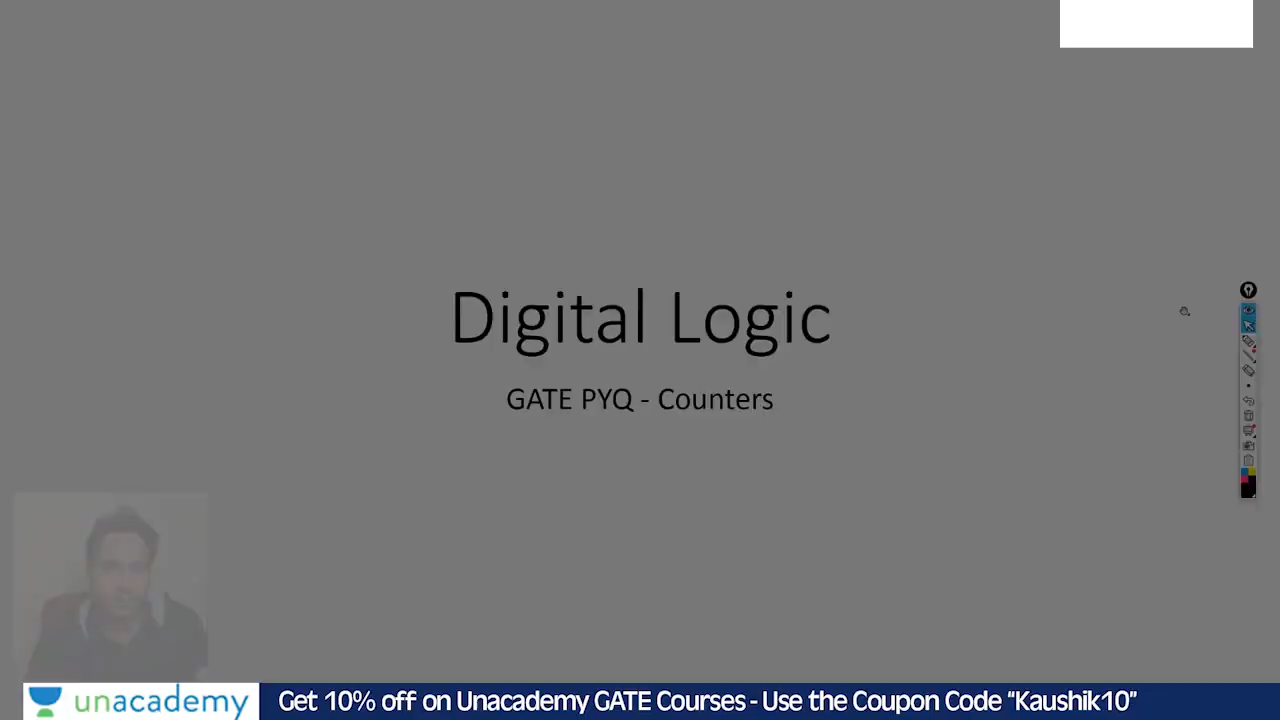 Digital Logic
GATE PYQ - Counters
unacademy
Get 10% off on Unacademy GATE Courses - Use the Coupon Code “Kaushik10”